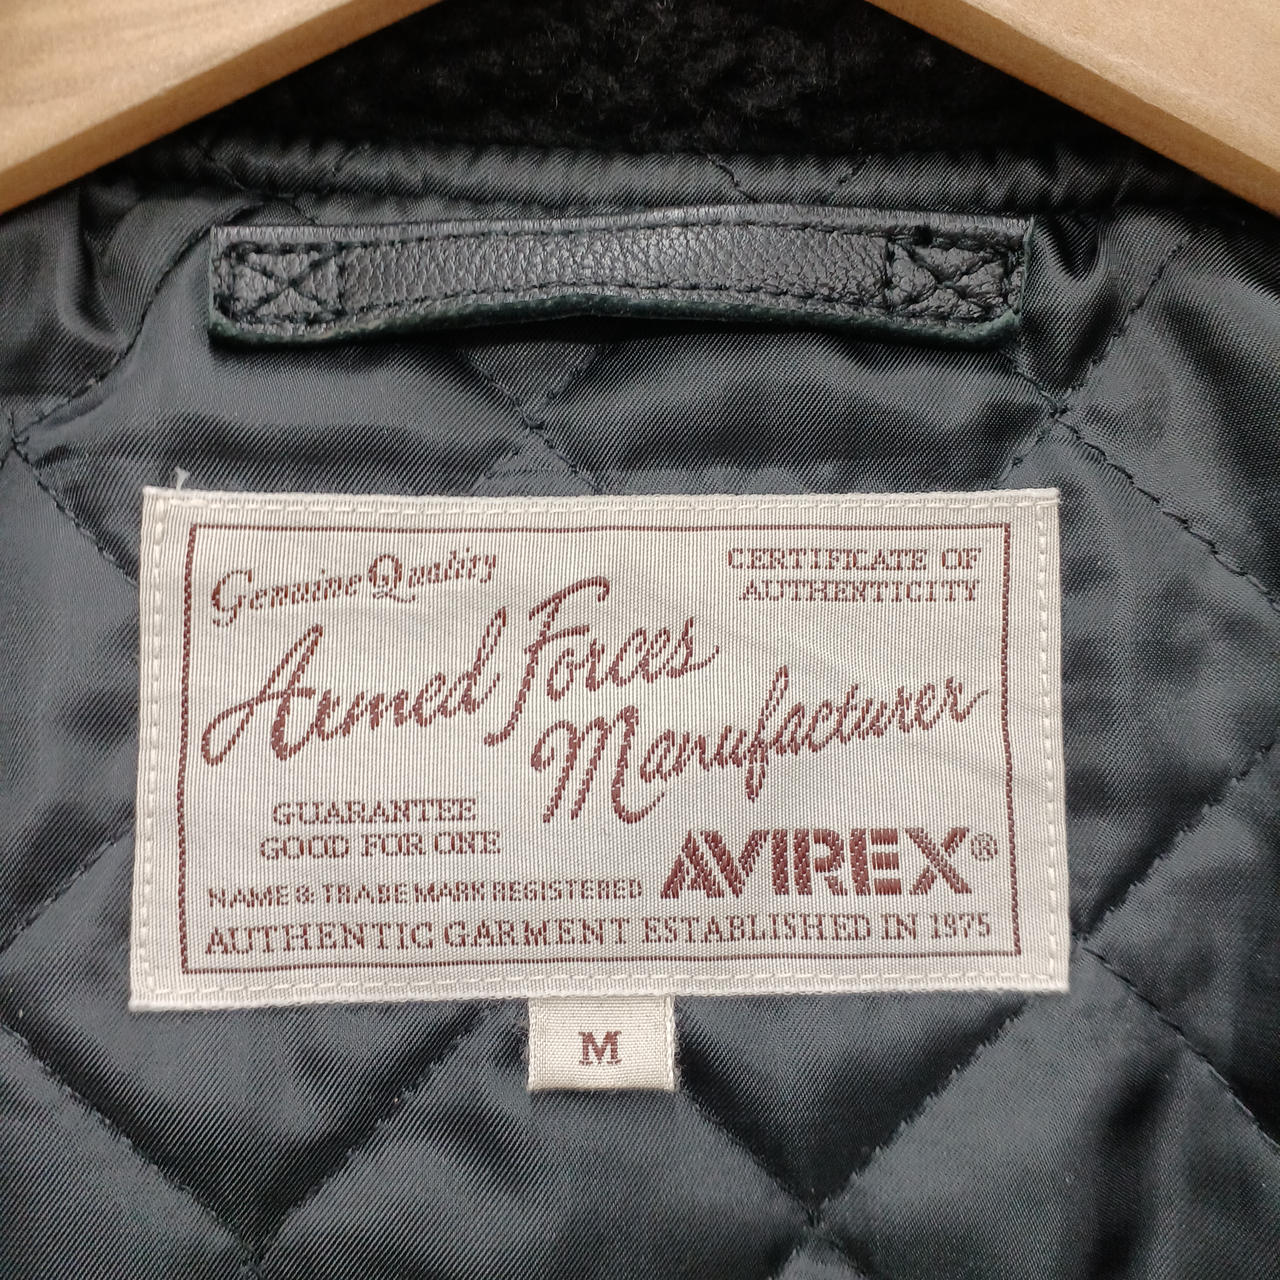 Genuine Quality
CERTIFICATE OF
AUTHENTICITY
Armed Forces
Manufacturer
GUARANTEE
GOOD FOR ONE
AVIREX®
NAME & TRADE MARK REGISTERED
AUTHENTIC GARMENT ESTABLISHED IN 1975
M